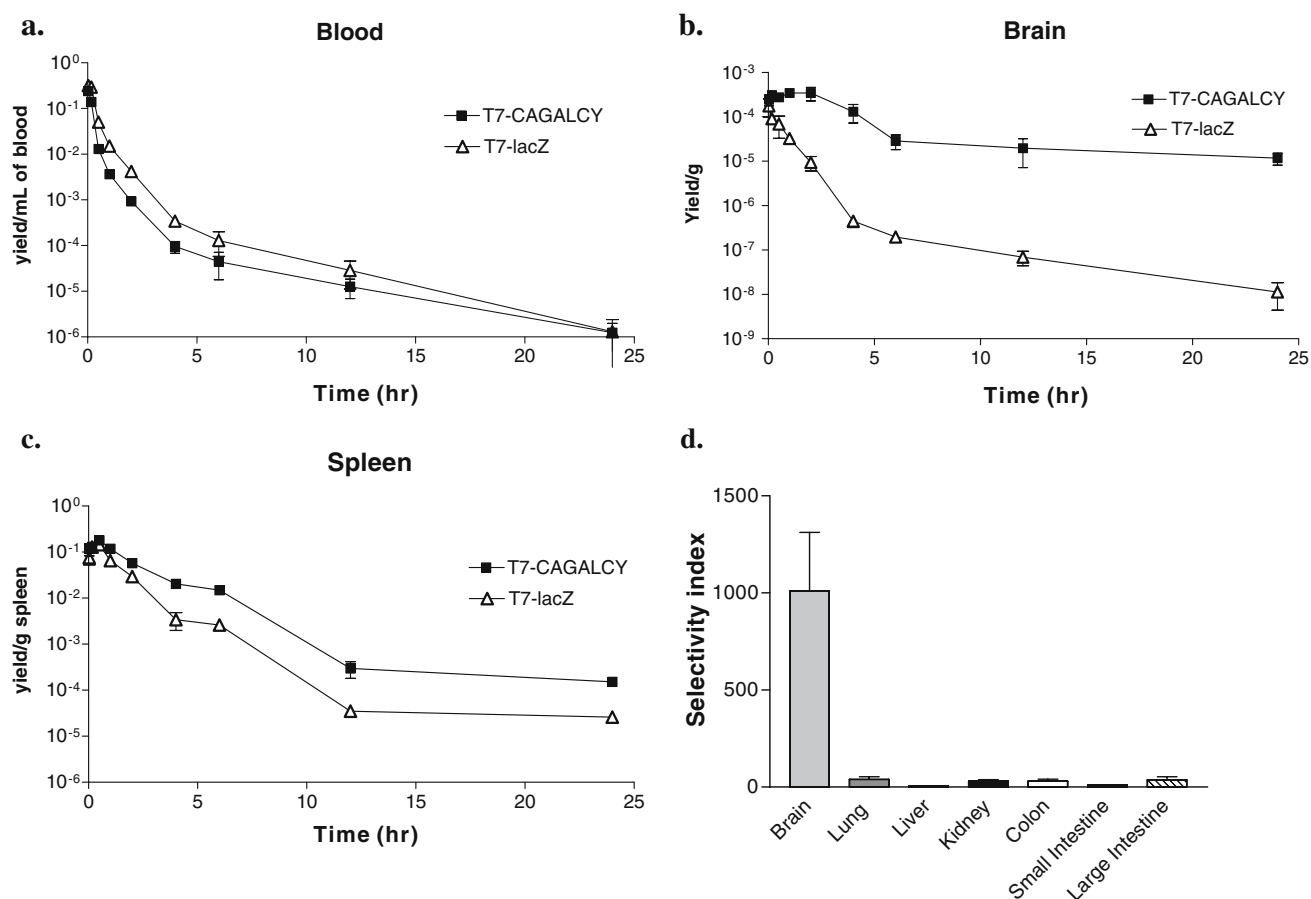 a.
Blood
10^0
10^-1
10^-2
10^-3
10^-4
10^-5
10^-6
yield/mL of blood
T7-CAGALCY
T7-lacZ
0 5 10 15 20 25
Time (hr)
b.
Brain
10^-3
10^-4
10^-5
10^-6
10^-7
10^-8
10^-9
Yield/g
T7-CAGALCY
T7-lacZ
0 5 10 15 20 25
Time (hr)
c.
Spleen
10^0
10^-1
10^-2
10^-3
10^-4
10^-5
10^-6
yield/g spleen
T7-CAGALCY
T7-lacZ
0 5 10 15 20 25
Time (hr)
d.
1500
1000
500
0
Selectivity index
Brain
Lung
Liver
Kidney
Colon
Small Intestine
Large Intestine